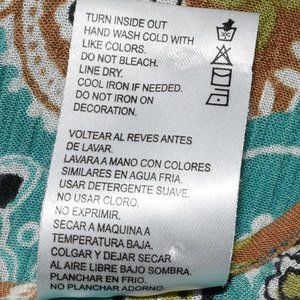 TURN INSIDE OUT
HAND WASH COLD WITH
LIKE COLORS.
DO NOT BLEACH.
LINE DRY.
COOL IRON IF NEEDED.
DO NOT IRON ON
DECORATION.
VOLTEAR AL REVES ANTES
DE LAVAR.
LAVARA A MANO CON COLORES
SIMILARES EN AGUA FRIA.
USAR DETERGENTE SUAVE.
NO USAR CLORO.
NO EXPRIMIR.
SECAR A MAQUINA A
TEMPERATURA BAJA.
COLGAR Y DEJAR SECAR
AL AIRE LIBRE BAJO SOMBRA.
PLANCHAR EN FRIO.
NO PLANCHAR ADORNO.